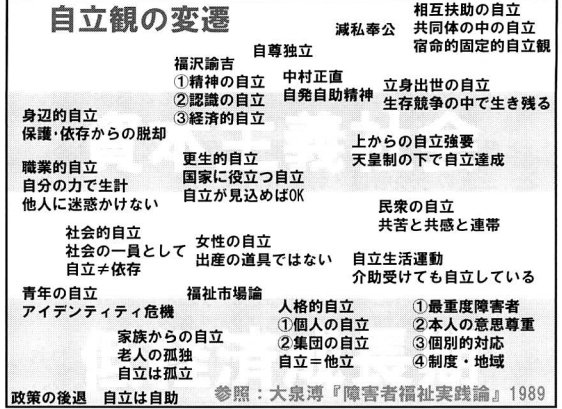 自立観の変遷
相互扶助の自立
滅私奉公 共同体の中の自立
宿命的固定的自立観
自尊独立
福沢諭吉
①精神の自立
②認識の自立
③経済的自立
中村正直
自発自助精神
立身出世の自立
生存競争の中で生き残る
身辺的自立
保護・依存からの脱却
上からの自立強要
天皇制の下で自立達成
資本主義社会
職業的自立
自分の力で生計
他人に迷惑かけない
更生的自立
国家に役立つ自立
自立が見込めばOK
民衆の自立
共苦と共感と連帯
社会的自立
社会の一員として
自立≠依存
女性の自立
出産の道具ではない
自立生活運動
介助受けても自立している
青年の自立
アイデンティティ危機
福祉市場論
人格的自立
①個人の自立
②集団の自立
自立=他立
①最重度障害者
②本人の意思尊重
③個別的対応
④制度・地域
家族からの自立
老人の孤独
自立は孤立
政策の後退 自立は自助
参照：大泉溥『障害者福祉実践論』1989